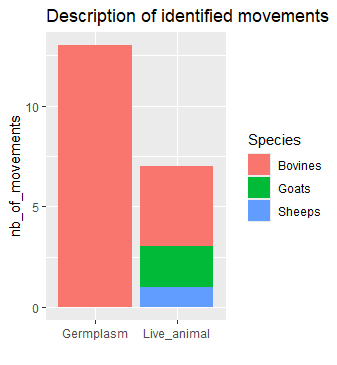 Description of identified movements
nb_of_movements
10
5
0
Germplasm
Live_animal
Species
Bovines
Goats
Sheeps